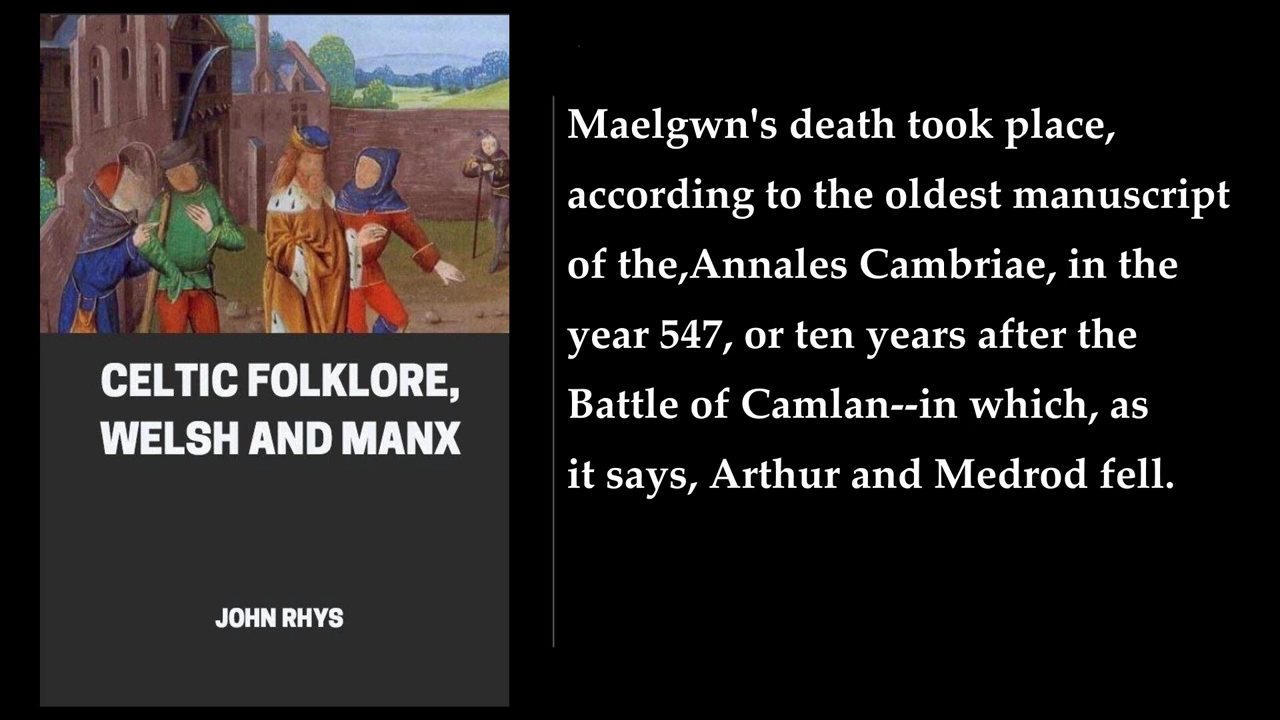 CELTIC FOLKLORE,
WELSH AND MANX
JOHN RHYS
Maelgwn's death took place,
according to the oldest manuscript
of the,Annales Cambriae, in the
year 547, or ten years after the
Battle of Camlan--in which, as
it says, Arthur and Medrod fell.